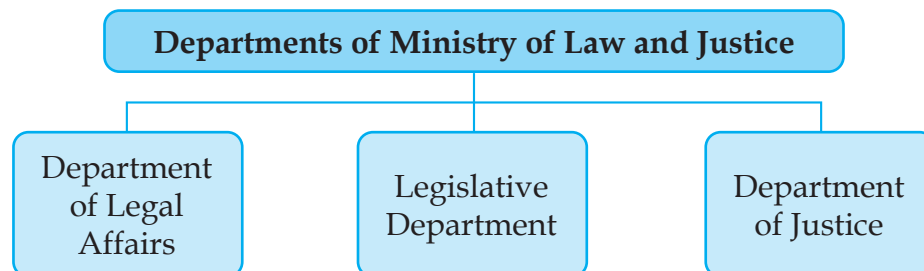 Departments of Ministry of Law and Justice
Department
of Legal
Affairs
Legislative
Department
Department
of Justice